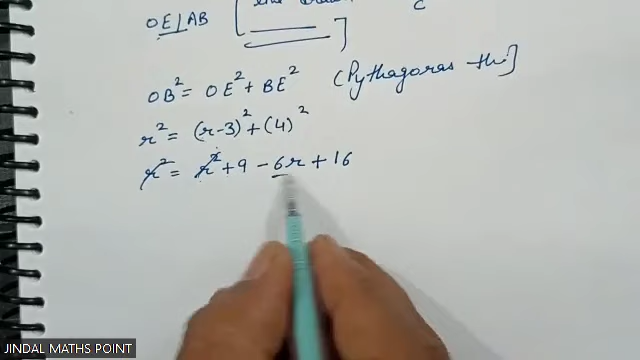 OE⊥AB
C
OB² = OE² + BE² (Pythagoras th)]
r² = (r-3)² + (4)²
r² = r² + 9 - 6r + 16
JINDAL MATHS POINT